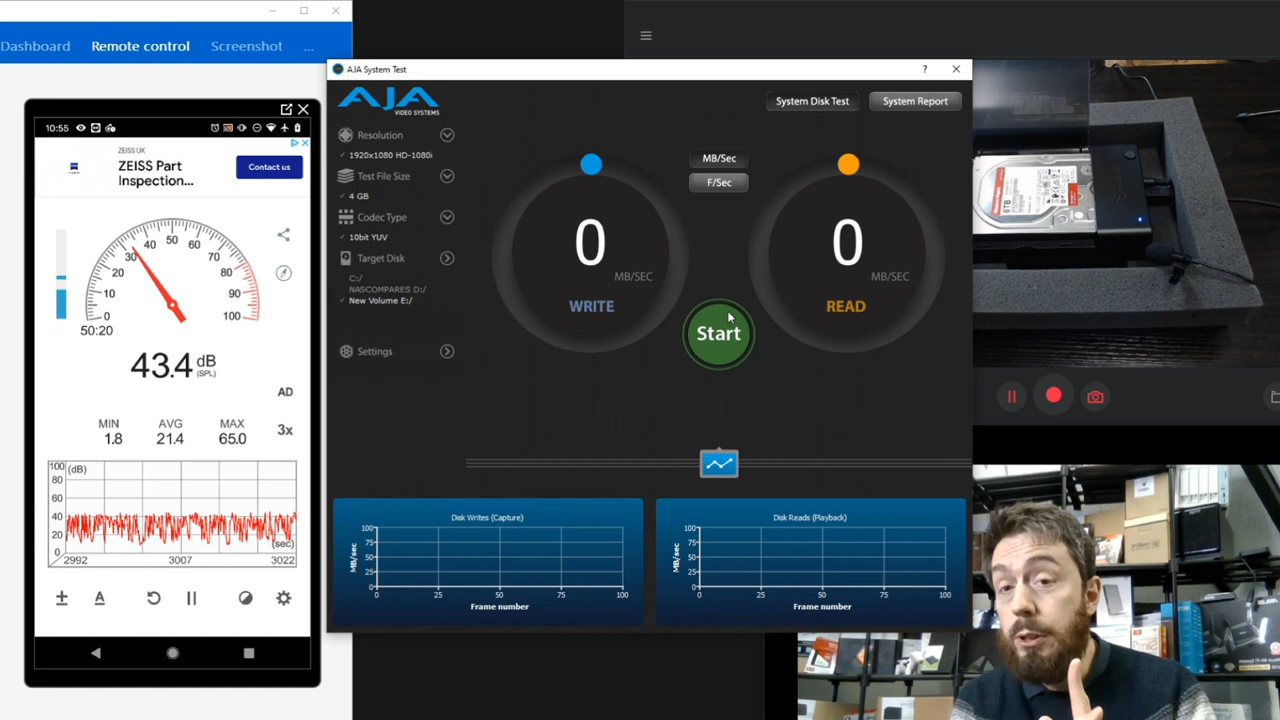 Dashboard Remote control Screenshot ...
10:55
ZEISS UK
ZEISS Part
Inspection...
Contact us
0 10 20 30 40 50 60 70 80 90 100
50:20
43.4 dB
(SPL)
AD
MIN AVG MAX
1.8 21.4 65.0
3x
100 (dB)
80
60
40
20
0
(sec)
2992 3007 3022
AJA System Test
?
AJA
VIDEO SYSTEMS
System Disk Test
System Report
Resolution
✓ 1920x1080 HD-1080i
Test File Size
✓ 4 GB
Codec Type
✓ 10bit YUV
Target Disk
C:/
NASCOMPARES D:/
✓ New Volume E:/
Settings
MB/Sec
F/Sec
0
MB/SEC
WRITE
0
MB/SEC
READ
Start
Disk Writes (Capture)
100
75
50
25
0
MB/sec
0 25 50 75 100
Frame number
Disk Reads (Playback)
100
75
50
25
0
MB/sec
0 25 50 75 100
Frame number
8TB